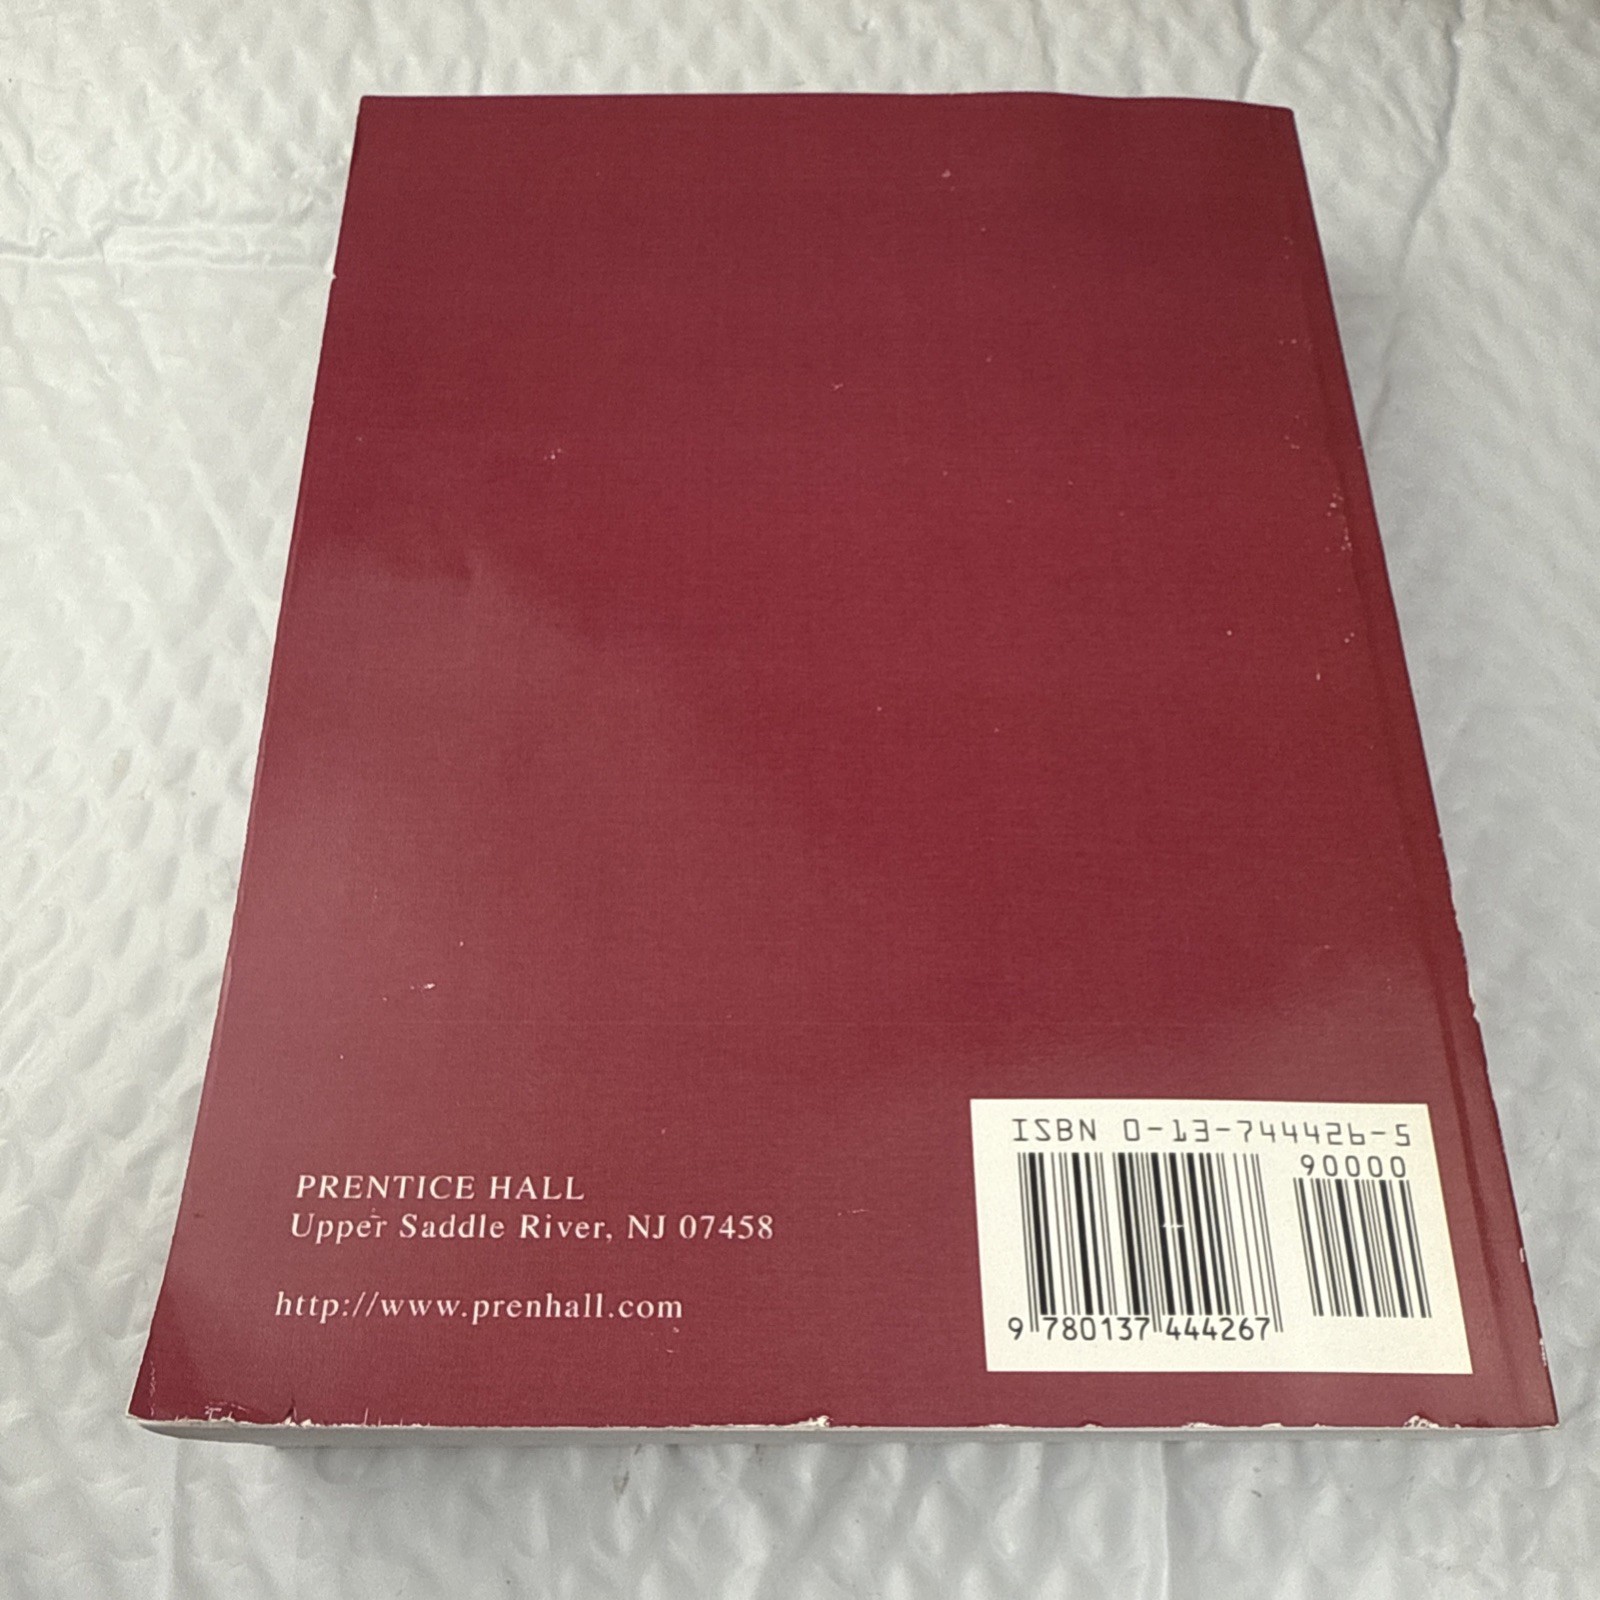 PRENTICE HALL
Upper Saddle River, NJ 07458
http://www.prenhall.com
ISBN 0-13-744426-5
90000
9 780137 444267